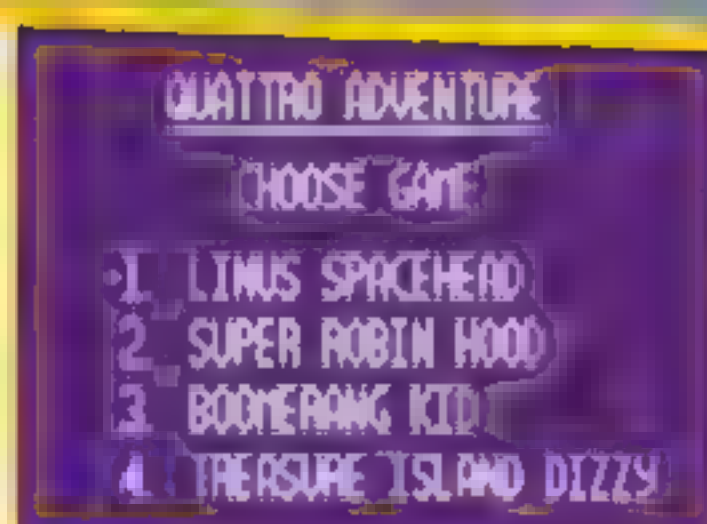 QUATTRO ADVENTURE
CHOOSE GAME
1 LINUS SPACEHEAD
2 SUPER ROBIN HOOD
3 BOOMERANG KID
4 TREASURE ISLAND DIZZY